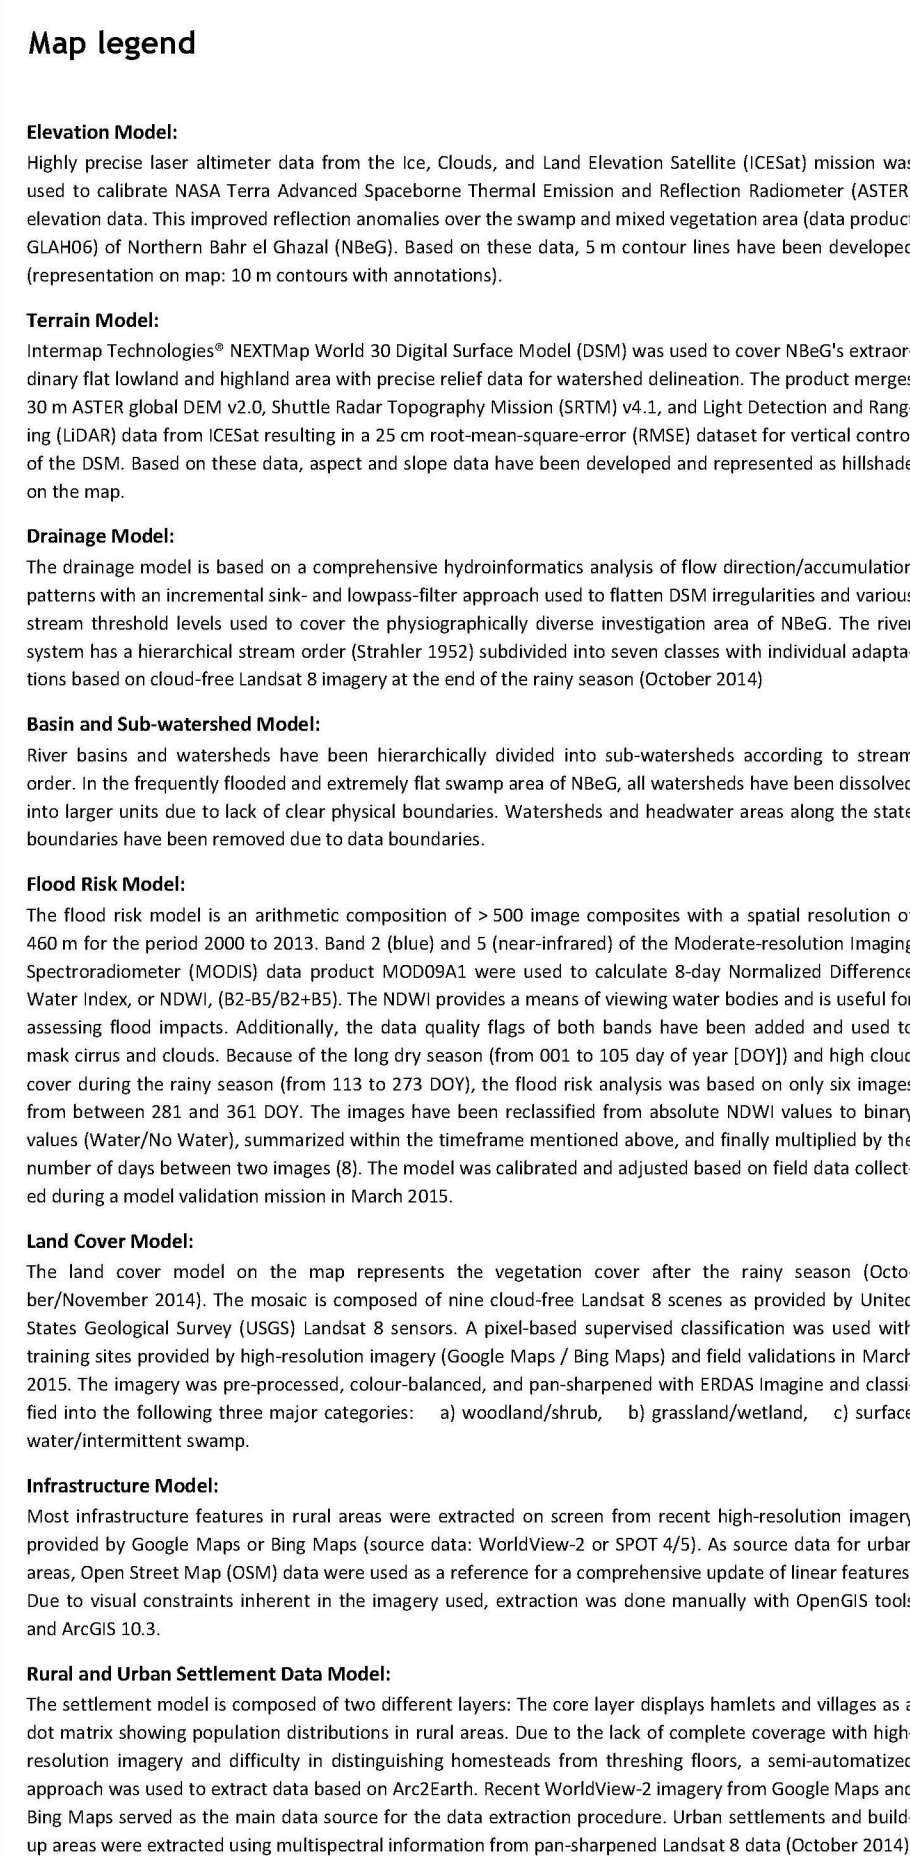 Map legend
Elevation Model:
Highly precise laser altimeter data from the Ice, Clouds, and Land Elevation Satellite (ICESat) mission was
used to calibrate NASA Terra Advanced Spaceborne Thermal Emission and Reflection Radiometer (ASTER)
elevation data. This improved reflection anomalies over the swamp and mixed vegetation area (data product
GLAH06) of Northern Bahr el Ghazal (NBeG). Based on these data, 5 m contour lines have been developed
(representation on map: 10 m contours with annotations).
Terrain Model:
Intermap Technologies® NEXTMap World 30 Digital Surface Model (DSM) was used to cover NBeG's extraor-
dinary flat lowland and highland area with precise relief data for watershed delineation. The product merges
30 m ASTER global DEM v2.0, Shuttle Radar Topography Mission (SRTM) v4.1, and Light Detection and Rang-
ing (LiDAR) data from ICESat resulting in a 25 cm root-mean-square-error (RMSE) dataset for vertical control
of the DSM. Based on these data, aspect and slope data have been developed and represented as hillshade
on the map.
Drainage Model:
The drainage model is based on a comprehensive hydroinformatics analysis of flow direction/accumulation
patterns with an incremental sink- and lowpass-filter approach used to flatten DSM irregularities and various
stream threshold levels used to cover the physiographically diverse investigation area of NBeG. The river
system has a hierarchical stream order (Strahler 1952) subdivided into seven classes with individual adapta-
tions based on cloud-free Landsat 8 imagery at the end of the rainy season (October 2014)
Basin and Sub-watershed Model:
River basins and watersheds have been hierarchically divided into sub-watersheds according to stream
order. In the frequently flooded and extremely flat swamp area of NBeG, all watersheds have been dissolved
into larger units due to lack of clear physical boundaries. Watersheds and headwater areas along the state
boundaries have been removed due to data boundaries.
Flood Risk Model:
The flood risk model is an arithmetic composition of > 500 image composites with a spatial resolution of
460 m for the period 2000 to 2013. Band 2 (blue) and 5 (near-infrared) of the Moderate-resolution Imaging
Spectroradiometer (MODIS) data product MOD09A1 were used to calculate 8-day Normalized Difference
Water Index, or NDWI, (B2-B5/B2+B5). The NDWI provides a means of viewing water bodies and is useful for
assessing flood impacts. Additionally, the data quality flags of both bands have been added and used to
mask cirrus and clouds. Because of the long dry season (from 001 to 105 day of year [DOY]) and high cloud
cover during the rainy season (from 113 to 273 DOY), the flood risk analysis was based on only six images
from between 281 and 361 DOY. The images have been reclassified from absolute NDWI values to binary
values (Water/No Water), summarized within the timeframe mentioned above, and finally multiplied by the
number of days between two images (8). The model was calibrated and adjusted based on field data collect-
ed during a model validation mission in March 2015.
Land Cover Model:
The land cover model on the map represents the vegetation cover after the rainy season (Octo-
ber/November 2014). The mosaic is composed of nine cloud-free Landsat 8 scenes as provided by United
States Geological Survey (USGS) Landsat 8 sensors. A pixel-based supervised classification was used with
training sites provided by high-resolution imagery (Google Maps / Bing Maps) and field validations in March
2015. The imagery was pre-processed, colour-balanced, and pan-sharpened with ERDAS Imagine and classi-
fied into the following three major categories: a) woodland/shrub, b) grassland/wetland, c) surface
water/intermittent swamp.
Infrastructure Model:
Most infrastructure features in rural areas were extracted on screen from recent high-resolution imagery
provided by Google Maps or Bing Maps (source data: WorldView-2 or SPOT 4/5). As source data for urban
areas, Open Street Map (OSM) data were used as a reference for a comprehensive update of linear features.
Due to visual constraints inherent in the imagery used, extraction was done manually with OpenGIS tools
and ArcGIS 10.3.
Rural and Urban Settlement Data Model:
The settlement model is composed of two different layers: The core layer displays hamlets and villages as a
dot matrix showing population distributions in rural areas. Due to the lack of complete coverage with high-
resolution imagery and difficulty in distinguishing homesteads from threshing floors, a semi-automatized
approach was used to extract data based on Arc2Earth. Recent WorldView-2 imagery from Google Maps and
Bing Maps served as the main data source for the data extraction procedure. Urban settlements and build-
up areas were extracted using multispectral information from pan-sharpened Landsat 8 data (October 2014)